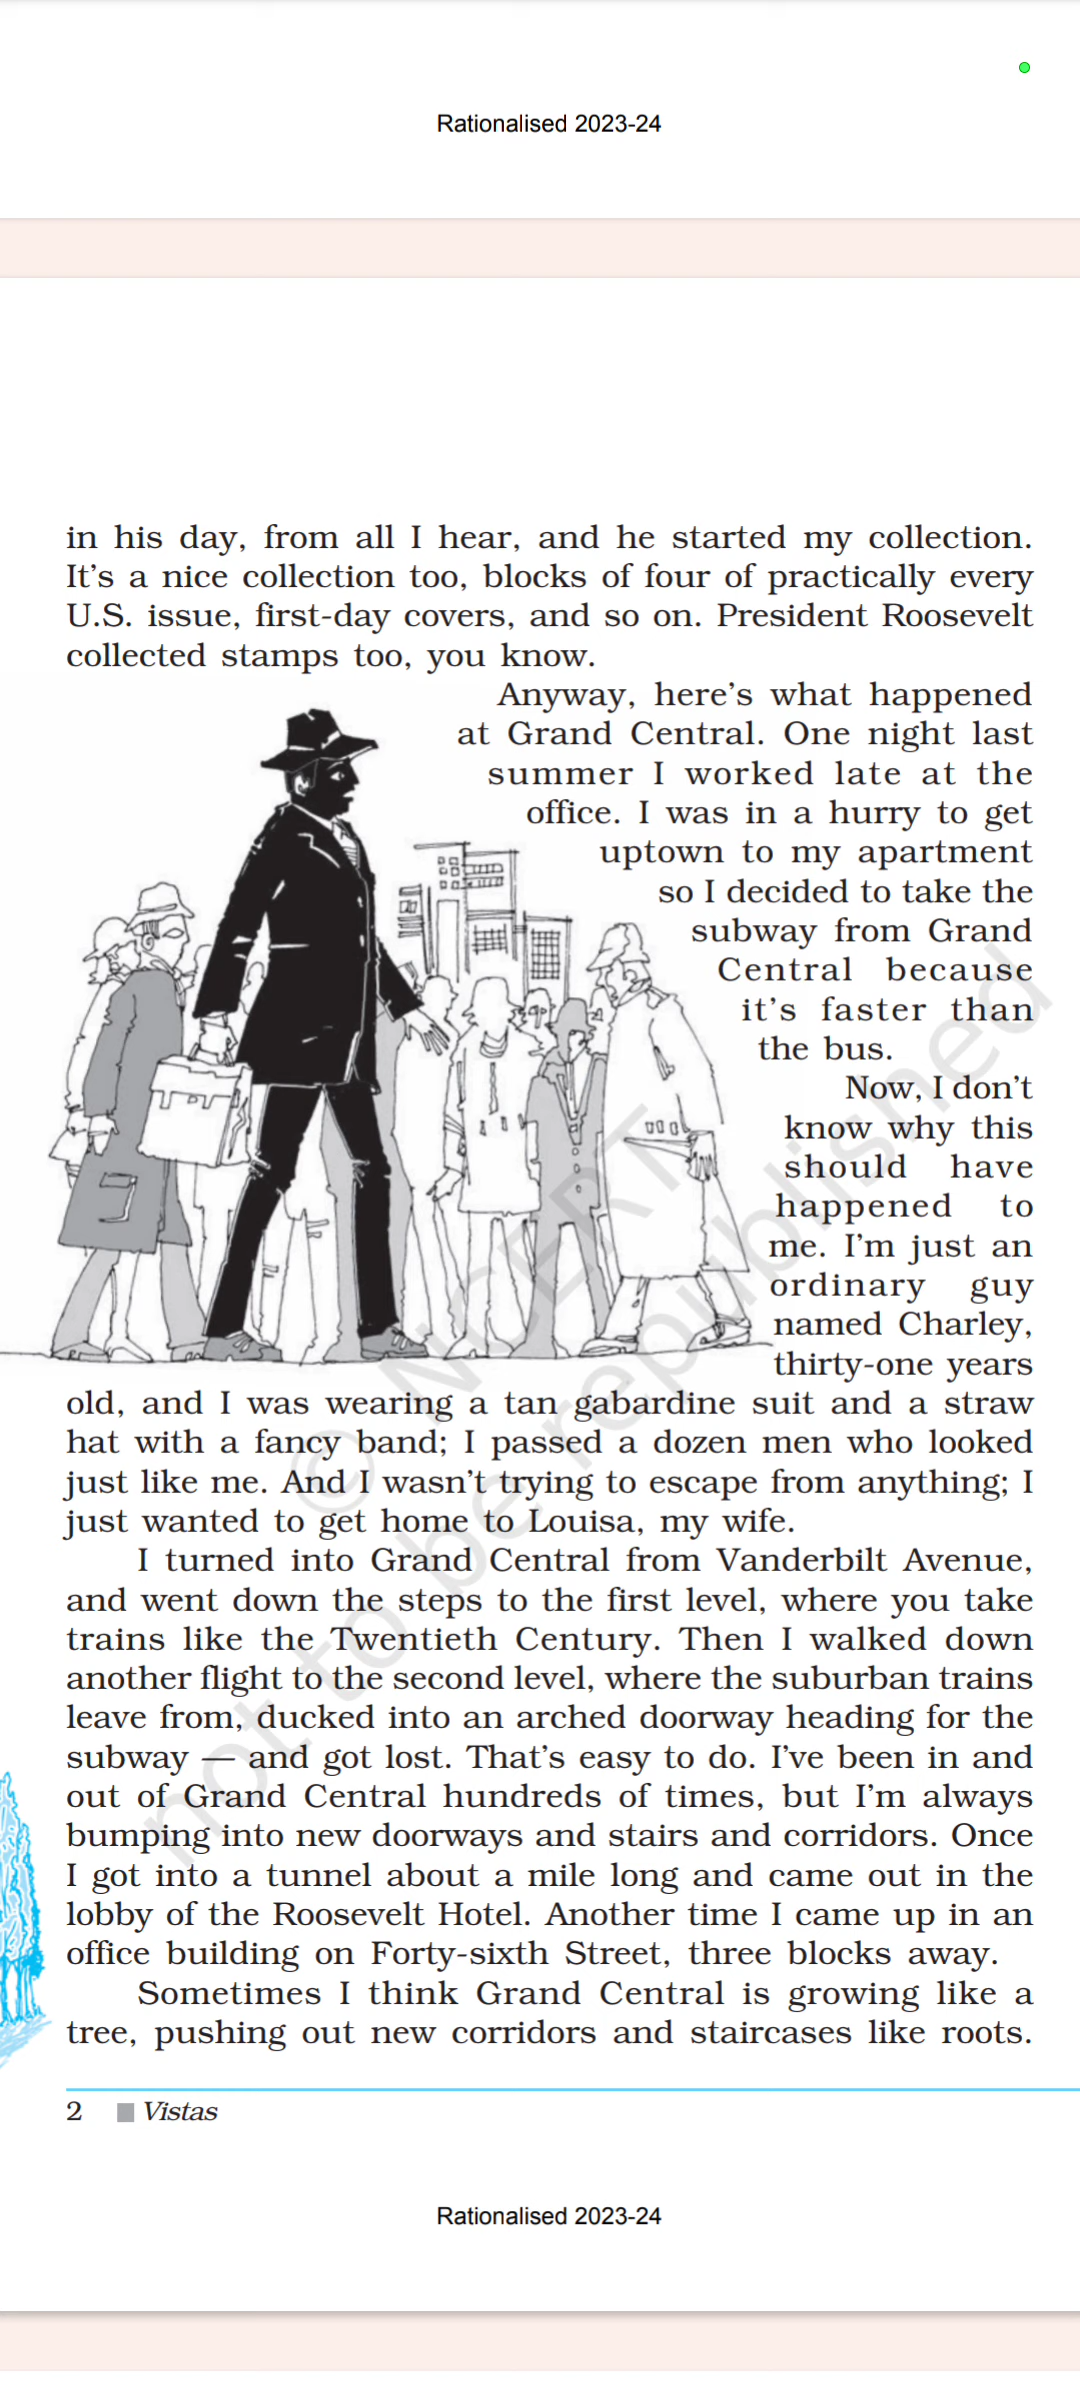 Rationalised 2023-24
in his day, from all I hear, and he started my collection.
It's a nice collection too, blocks of four of practically every
U.S. issue, first-day covers, and so on. President Roosevelt
collected stamps too, you know.
Anyway, here's what happened
at Grand Central. One night last
summer I worked late at the
office. I was in a hurry to get
uptown to my apartment
so I decided to take the
subway from Grand
Central because
it's faster than
the bus.
Now, I don't
know why this
should have
happened to
me. I'm just an
ordinary guy
named Charley,
thirty-one years
old, and I was wearing a tan gabardine suit and a straw
hat with a fancy band; I passed a dozen men who looked
just like me. And I wasn't trying to escape from anything; I
just wanted to get home to Louisa, my wife.
I turned into Grand Central from Vanderbilt Avenue,
and went down the steps to the first level, where you take
trains like the Twentieth Century. Then I walked down
another flight to the second level, where the suburban trains
leave from, ducked into an arched doorway heading for the
subway — and got lost. That's easy to do. I've been in and
out of Grand Central hundreds of times, but I'm always
bumping into new doorways and stairs and corridors. Once
I got into a tunnel about a mile long and came out in the
lobby of the Roosevelt Hotel. Another time I came up in an
office building on Forty-sixth Street, three blocks away.
Sometimes I think Grand Central is growing like a
tree, pushing out new corridors and staircases like roots.
© NCERT
not to be republished
2 Vistas
Rationalised 2023-24